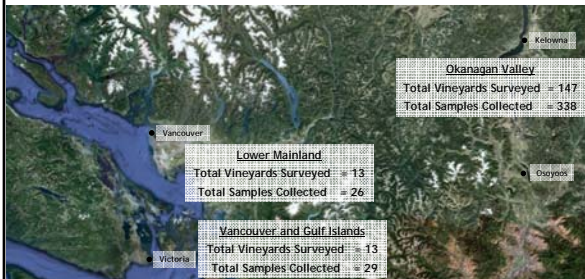 Kelowna
Okanagan Valley
Total Vineyards Surveyed = 147
Total Samples Collected = 338
Vancouver
Lower Mainland
Total Vineyards Surveyed = 13
Total Samples Collected = 26
Osoyoos
Vancouver and Gulf Islands
Total Vineyards Surveyed = 13
Victoria
Total Samples Collected = 29